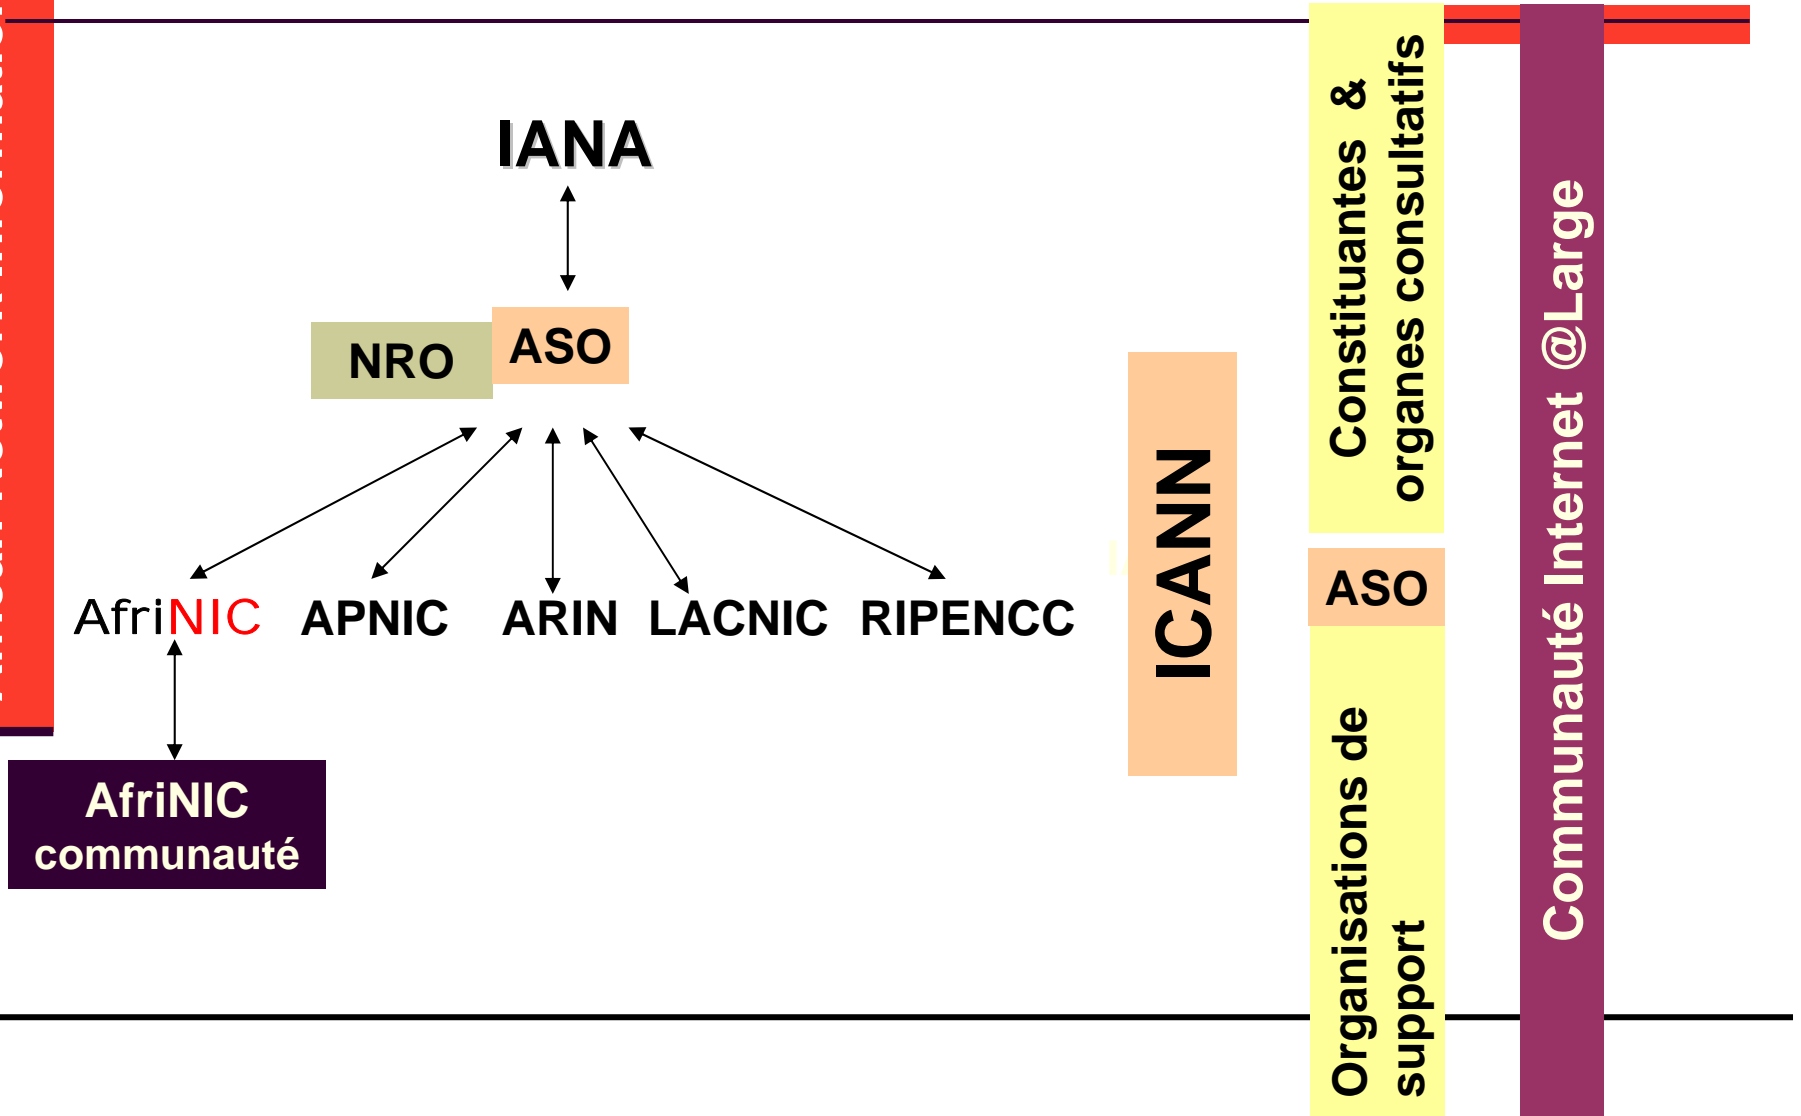 IANA
NRO
ASO
AfriNIC
APNIC
ARIN
LACNIC
RIPENCC
AfriNIC
communauté
ICANN
Constituantes &
organes consultatifs
ASO
Organisations de
support
Communauté Internet @Large